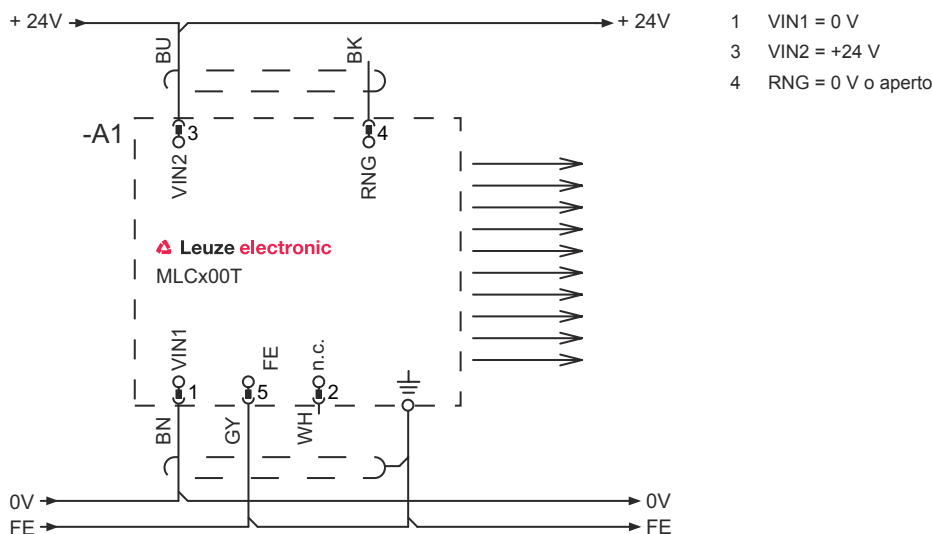 + 24V
+ 24V
BU
BK
1 VIN1 = 0 V
3 VIN2 = +24 V
4 RNG = 0 V o aperto
-A1
3
4
VIN2
RNG
Leuze electronic
MLCx00T
VIN1
FE
n.c.
1
5
2
BN
GY
WH
0V
0V
FE
FE